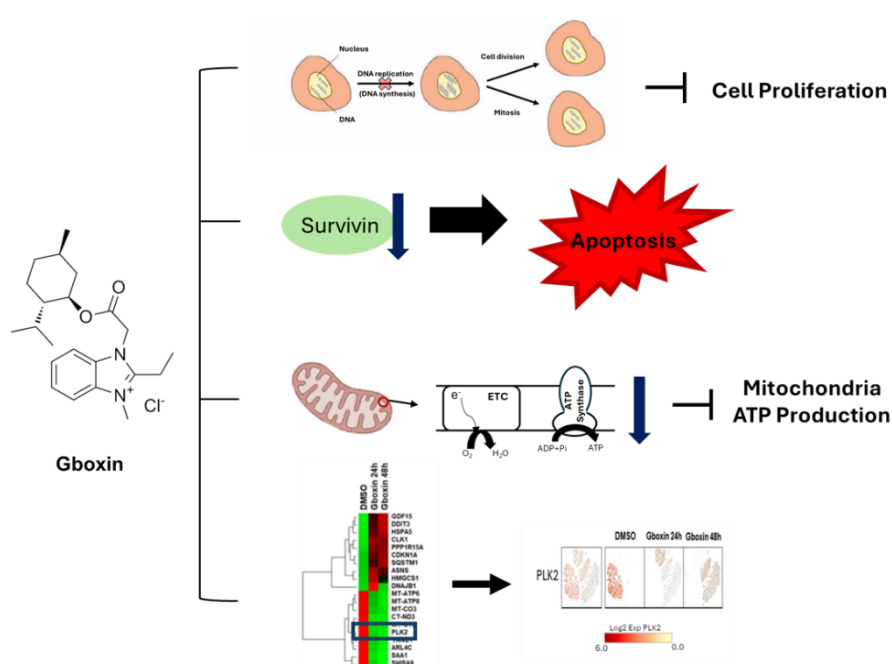 Nucleus
DNA replication
(DNA synthesis)
DNA
Cell division
Mitosis
Cell Proliferation
Survivin
Apoptosis
O
O
N
N
+
Cl-
Gboxin
ETC
e-
O2
H2O
ATP
Synthase
ADP+Pi
ATP
Mitochondria
ATP Production
DMSO
Gboxin 24h
Gboxin 48h
GDF15
DDIT3
HSPA5
CLK1
PPP1R15A
CDKN1A
SQSTM1
ASNS
HMGCS1
DNAJB1
MT-ATP6
MT-ATP8
MT-CO3
CT-ND3
PLK2
ARL4C
SAA1
DMSO
Gboxin 24h
Gboxin 48h
PLK2
Log2 Exp PLK2
6.0
0.0